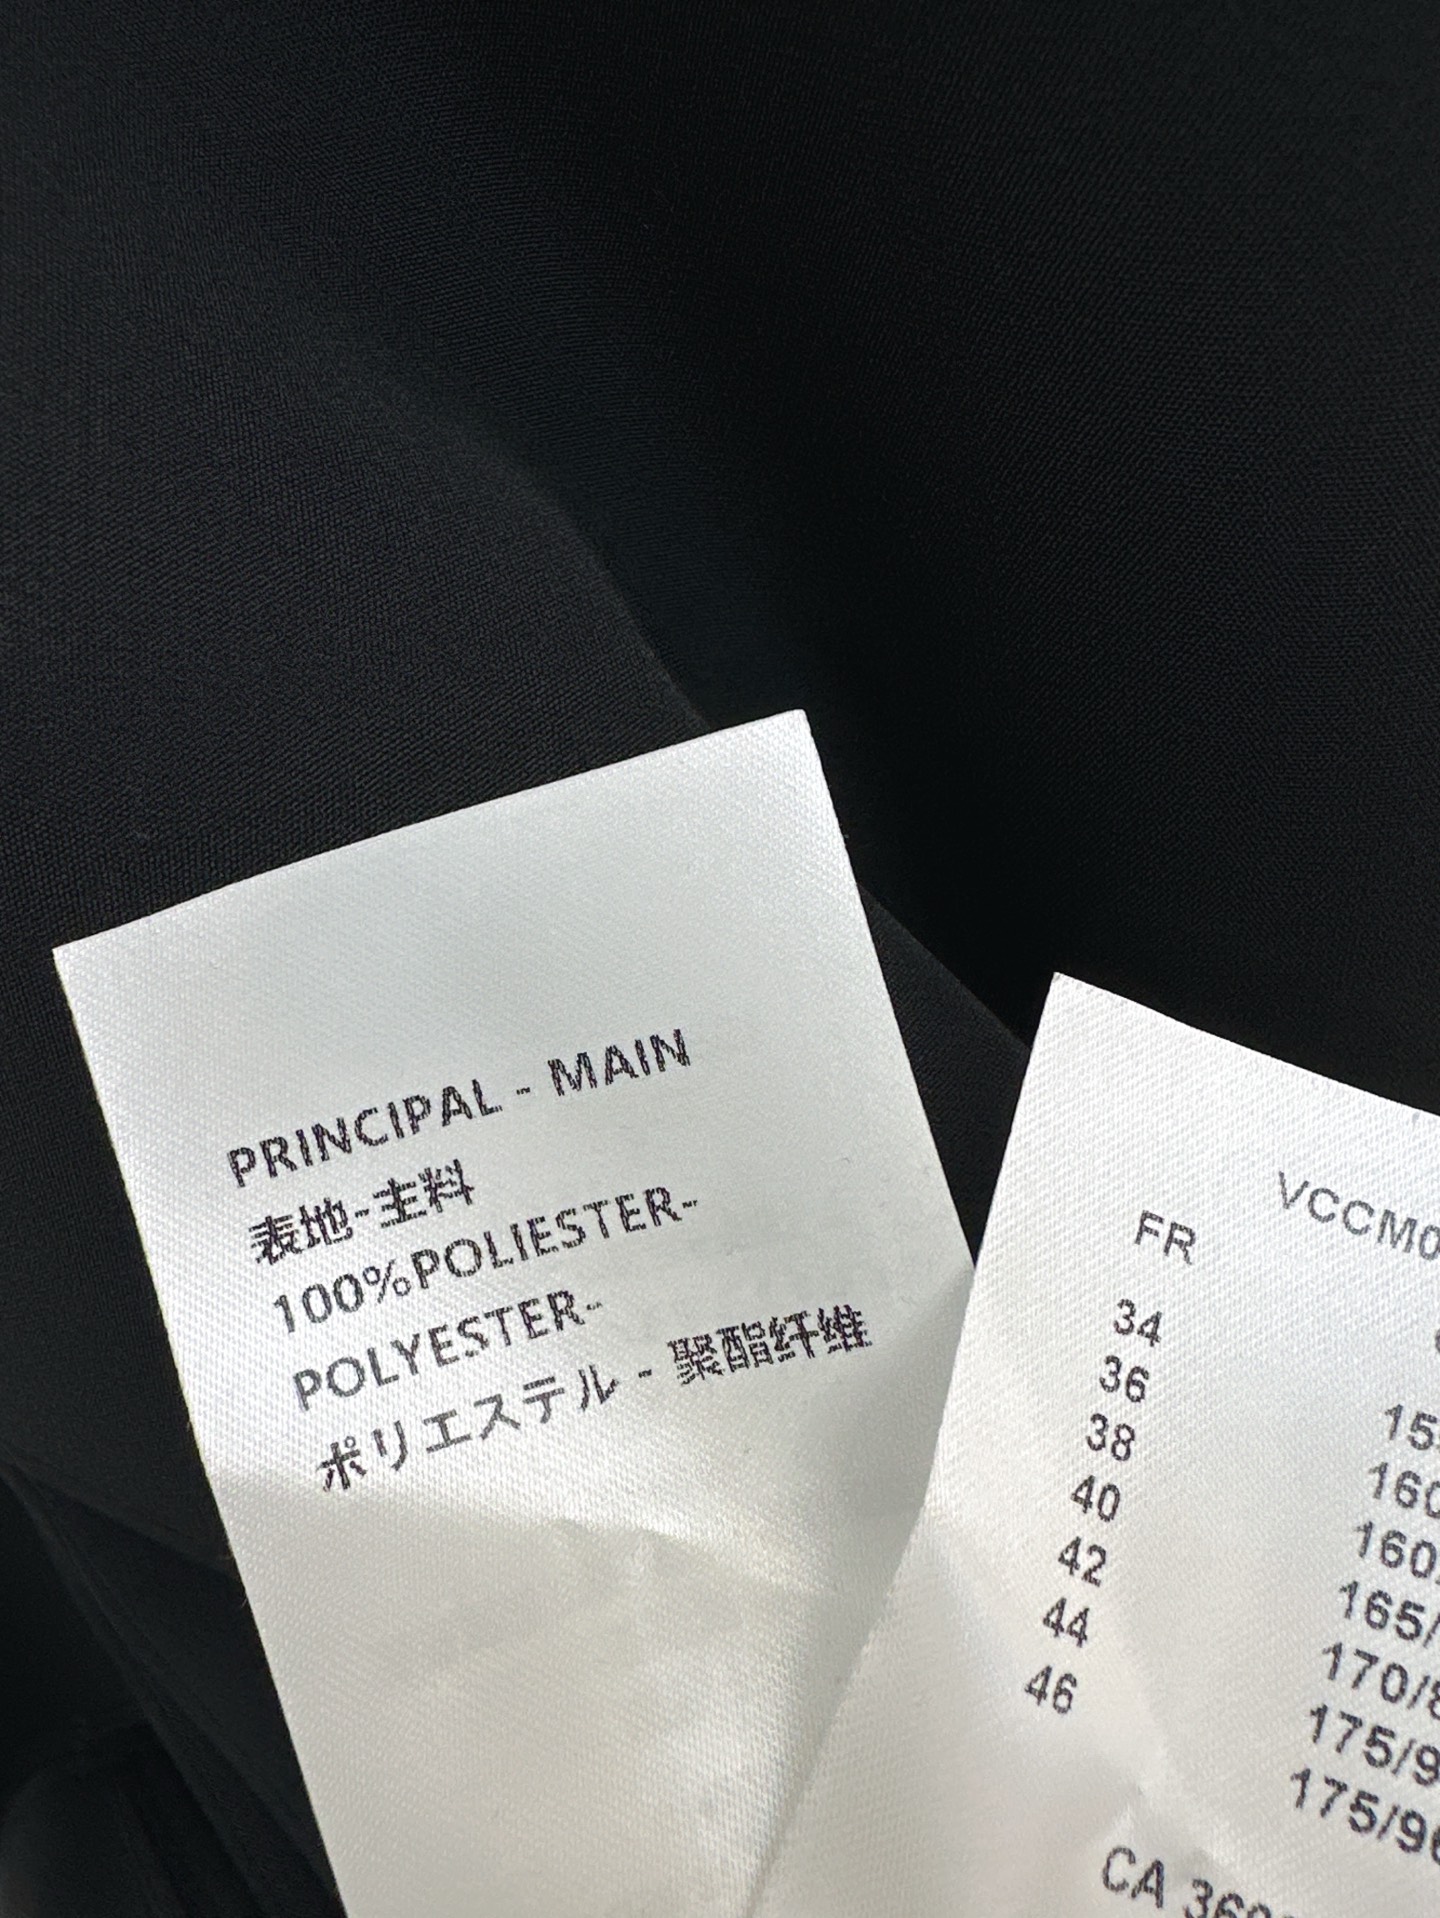 PRINCIPAL - MAIN
表地-主料
100%POLIESTER-
POLYESTER-
ポリエステル - 聚酯纤维
FR
34
36
38
40
42
44
46
165/